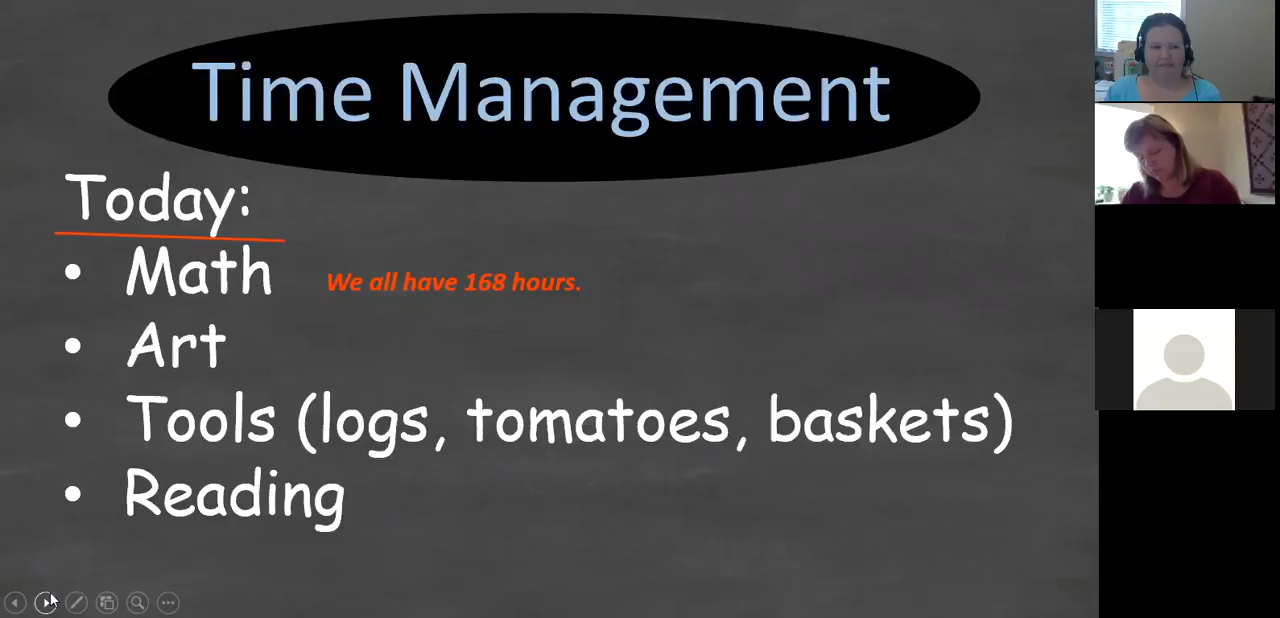 Time Management
Today:
• Math
We all have 168 hours.
• Art
• Tools (logs, tomatoes, baskets)
• Reading